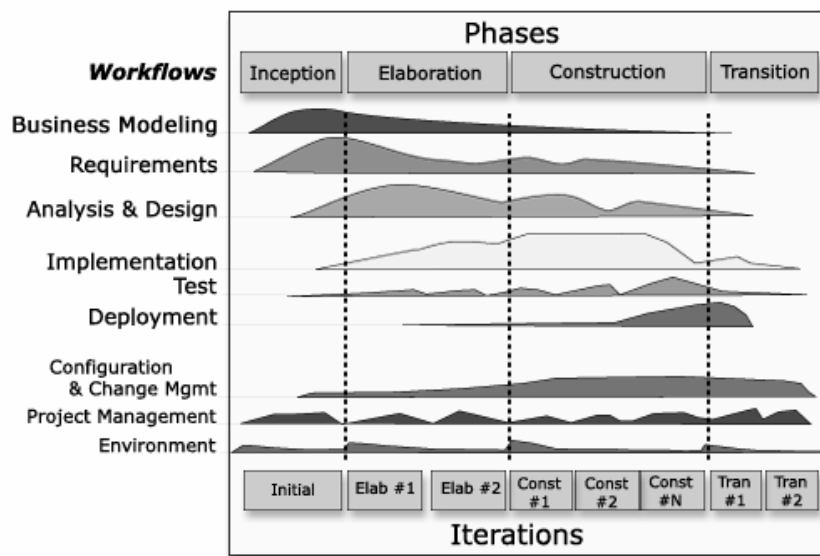 Phases
Workflows
Inception
Elaboration
Construction
Transition
Business Modeling
Requirements
Analysis & Design
Implementation
Test
Deployment
Configuration
& Change Mgmt
Project Management
Environment
Initial
Elab #1
Elab #2
Const
#1
Const
#2
Const
#N
Tran
#1
Tran
#2
Iterations